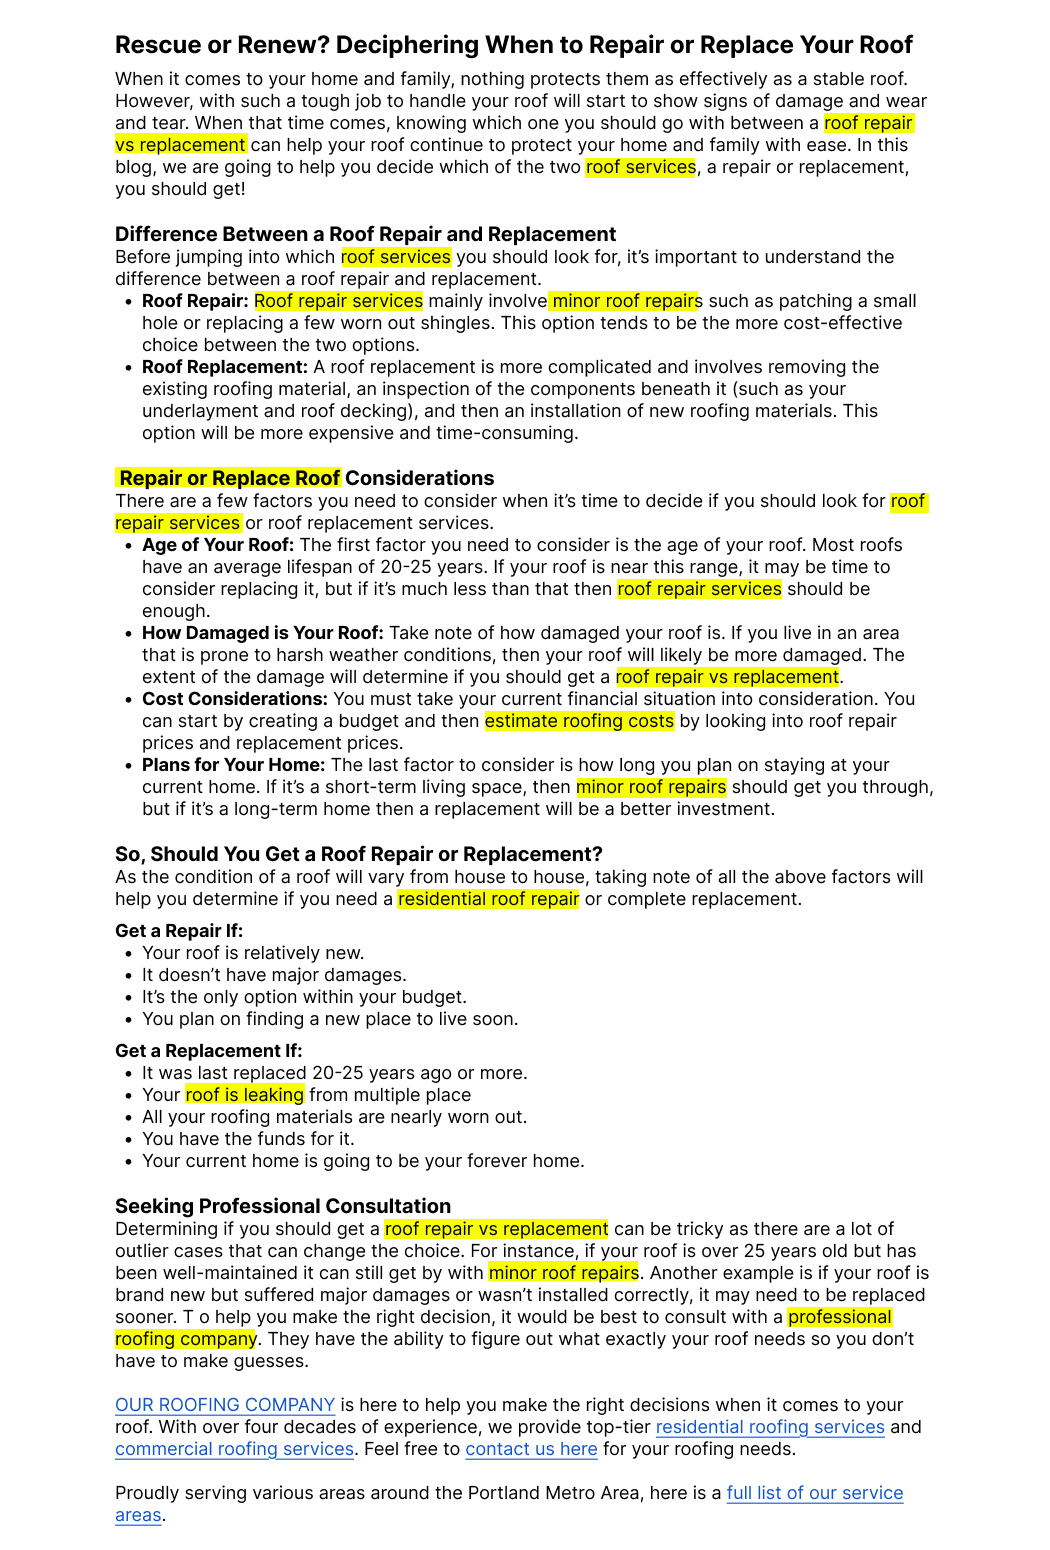 Rescue or Renew? Deciphering When to Repair or Replace Your Roof
When it comes to your home and family, nothing protects them as effectively as a stable roof.
However, with such a tough job to handle your roof will start to show signs of damage and wear
and tear. When that time comes, knowing which one you should go with between a roof repair
vs replacement can help your roof continue to protect your home and family with ease. In this
blog, we are going to help you decide which of the two roof services, a repair or replacement,
you should get!
Difference Between a Roof Repair and Replacement
Before jumping into which roof services you should look for, it’s important to understand the
difference between a roof repair and replacement.
• Roof Repair: Roof repair services mainly involve minor roof repairs such as patching a small
hole or replacing a few worn out shingles. This option tends to be the more cost-effective
choice between the two options.
• Roof Replacement: A roof replacement is more complicated and involves removing the
existing roofing material, an inspection of the components beneath it (such as your
underlayment and roof decking), and then an installation of new roofing materials. This
option will be more expensive and time-consuming.
Repair or Replace Roof Considerations
There are a few factors you need to consider when it’s time to decide if you should look for roof
repair services or roof replacement services.
• Age of Your Roof: The first factor you need to consider is the age of your roof. Most roofs
have an average lifespan of 20-25 years. If your roof is near this range, it may be time to
consider replacing it, but if it’s much less than that then roof repair services should be
enough.
• How Damaged is Your Roof: Take note of how damaged your roof is. If you live in an area
that is prone to harsh weather conditions, then your roof will likely be more damaged. The
extent of the damage will determine if you should get a roof repair vs replacement.
• Cost Considerations: You must take your current financial situation into consideration. You
can start by creating a budget and then estimate roofing costs by looking into roof repair
prices and replacement prices.
• Plans for Your Home: The last factor to consider is how long you plan on staying at your
current home. If it’s a short-term living space, then minor roof repairs should get you through,
but if it’s a long-term home then a replacement will be a better investment.
So, Should You Get a Roof Repair or Replacement?
As the condition of a roof will vary from house to house, taking note of all the above factors will
help you determine if you need a residential roof repair or complete replacement.
Get a Repair If:
• Your roof is relatively new.
• It doesn’t have major damages.
• It’s the only option within your budget.
• You plan on finding a new place to live soon.
Get a Replacement If:
• It was last replaced 20-25 years ago or more.
• Your roof is leaking from multiple place
• All your roofing materials are nearly worn out.
• You have the funds for it.
• Your current home is going to be your forever home.
Seeking Professional Consultation
Determining if you should get a roof repair vs replacement can be tricky as there are a lot of
outlier cases that can change the choice. For instance, if your roof is over 25 years old but has
been well-maintained it can still get by with minor roof repairs. Another example is if your roof is
brand new but suffered major damages or wasn’t installed correctly, it may need to be replaced
sooner. T o help you make the right decision, it would be best to consult with a professional
roofing company. They have the ability to figure out what exactly your roof needs so you don’t
have to make guesses.
OUR ROOFING COMPANY is here to help you make the right decisions when it comes to your
roof. With over four decades of experience, we provide top-tier residential roofing services and
commercial roofing services. Feel free to contact us here for your roofing needs.
Proudly serving various areas around the Portland Metro Area, here is a full list of our service
areas.